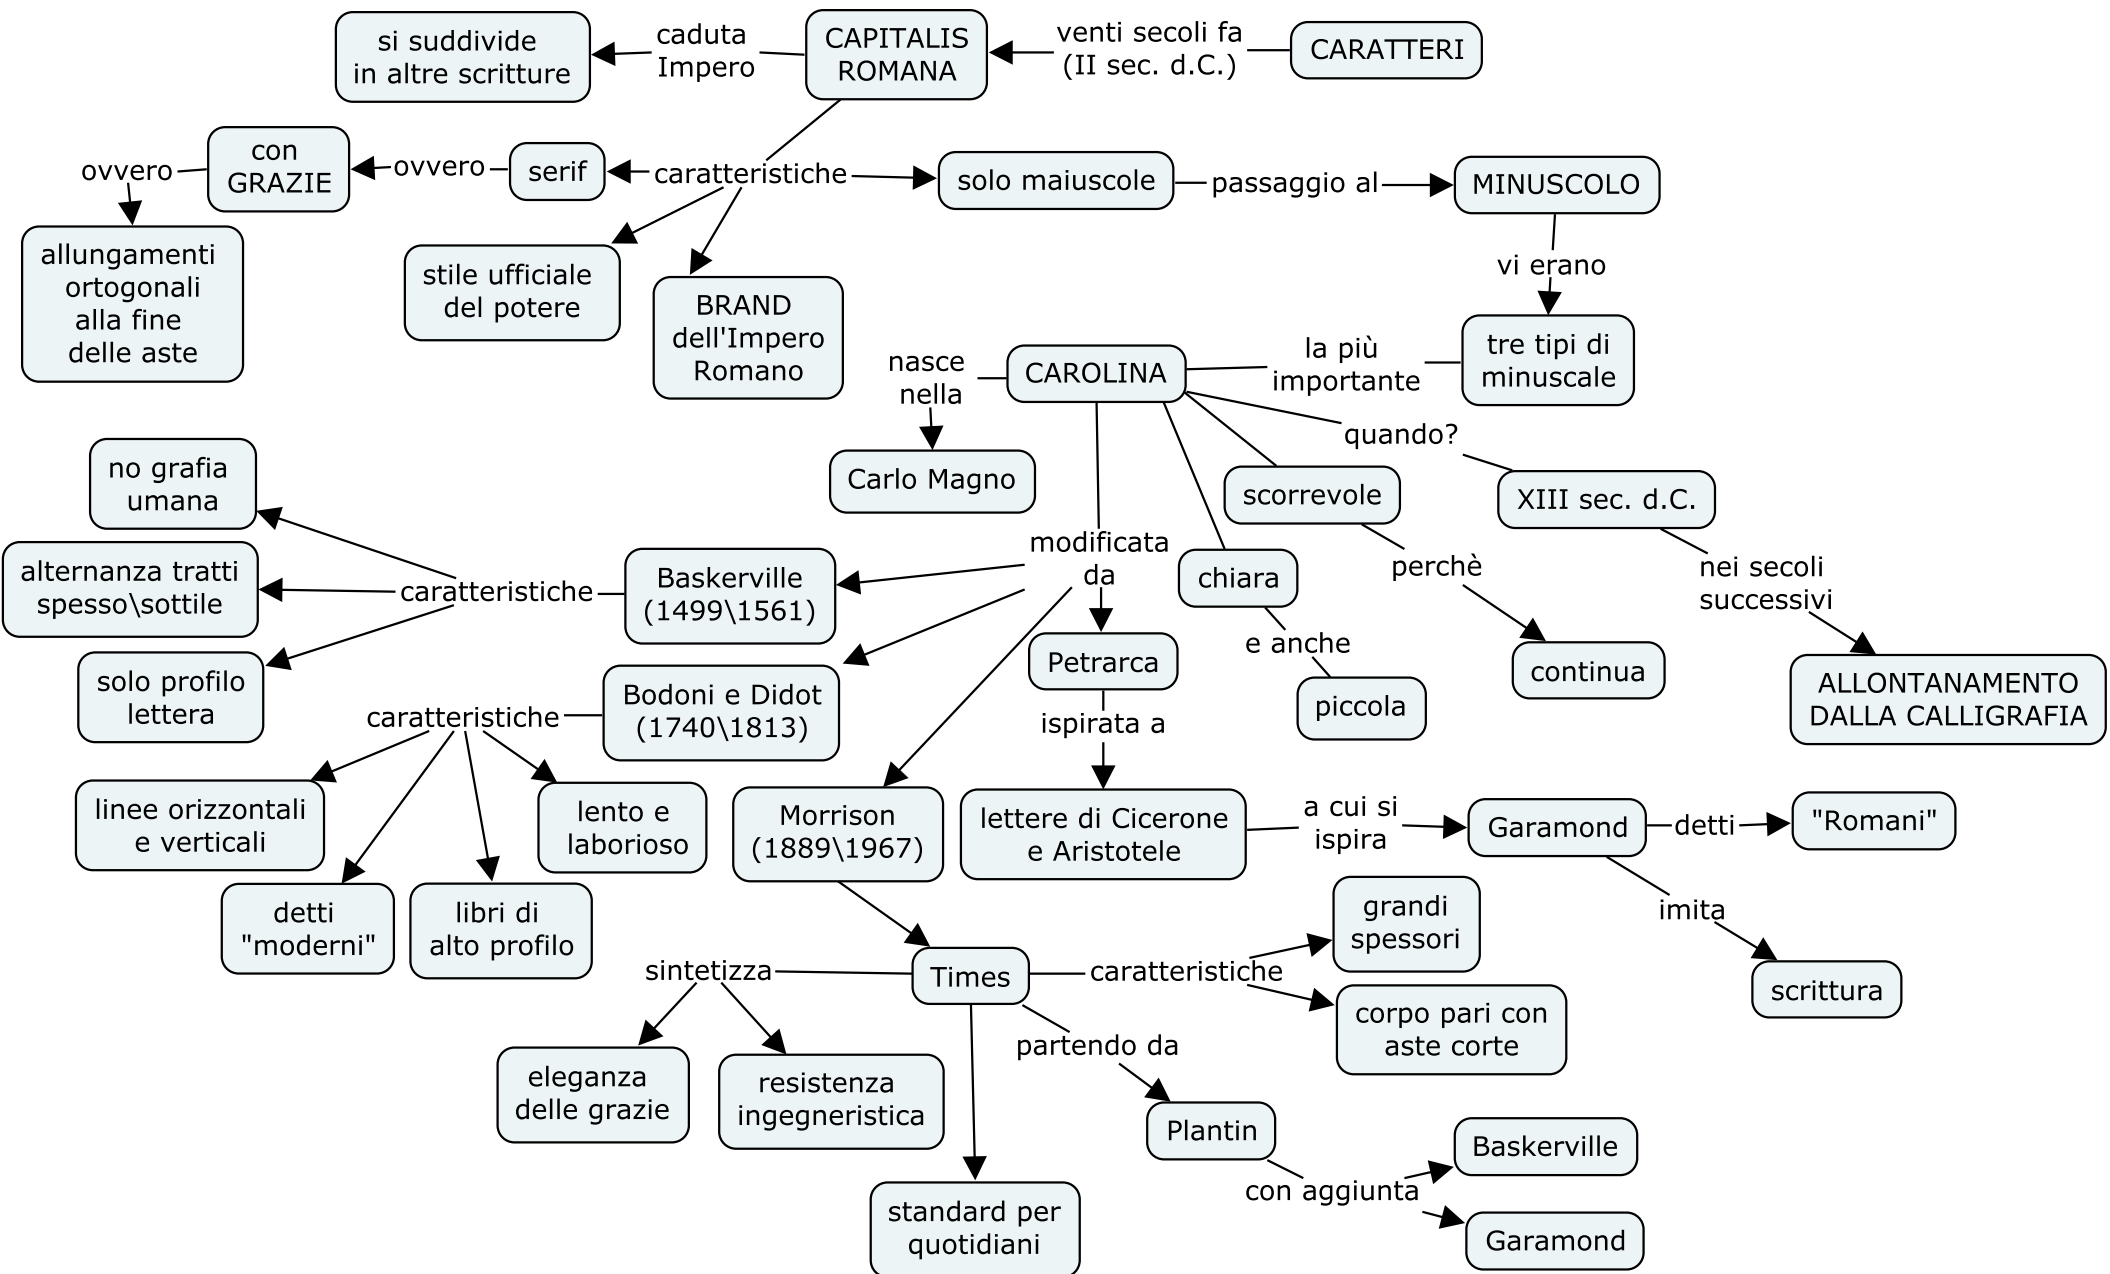 si suddivide
in altre scritture
caduta
Impero
CAPITALIS
ROMANA
venti secoli fa
(II sec. d.C.)
CARATTERI
ovvero
con
GRAZIE
ovvero
serif
caratteristiche
solo maiuscole
passaggio al
MINUSCOLO
allungamenti
ortogonali
alla fine
delle aste
stile ufficiale
del potere
BRAND
dell'Impero
Romano
vi erano
tre tipi di
minuscale
la più
importante
CAROLINA
nasce
nella
Carlo Magno
quando?
XIII sec. d.C.
nei secoli
successivi
ALLONTANAMENTO
DALLA CALLIGRAFIA
scorrevole
perchè
continua
chiara
e anche
piccola
modificata
da
Baskerville
(1499\1561)
caratteristiche
no grafia
umana
alternanza tratti
spesso\sottile
solo profilo
lettera
Bodoni e Didot
(1740\1813)
caratteristiche
linee orizzontali
e verticali
detti
"moderni"
libri di
alto profilo
lento e
laborioso
Petrarca
ispirata a
lettere di Cicerone
e Aristotele
a cui si
ispira
Garamond
detti
"Romani"
imita
scrittura
Morrison
(1889\1967)
Times
sintetizza
eleganza
delle grazie
resistenza
ingegneristica
standard per
quotidiani
caratteristiche
grandi
spessori
corpo pari con
aste corte
partendo da
Plantin
con aggiunta
Baskerville
Garamond